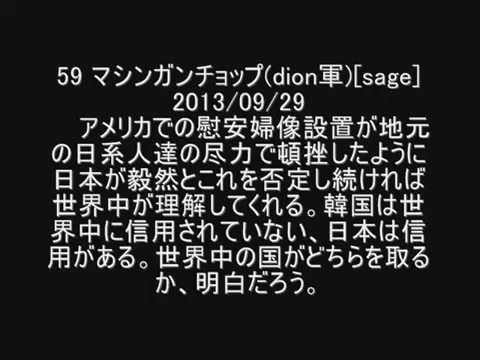 59 マシンガンチョップ(dion軍)[sage]
2013/09/29
アメリカでの慰安婦像設置が地元
の日系人達の尽力で頓挫したように
日本が毅然とこれを否定し続ければ
世界中が理解してくれる。韓国は世
界中に信用されていない、日本は信
用がある。世界中の国がどちらを取る
か、明白だろう。